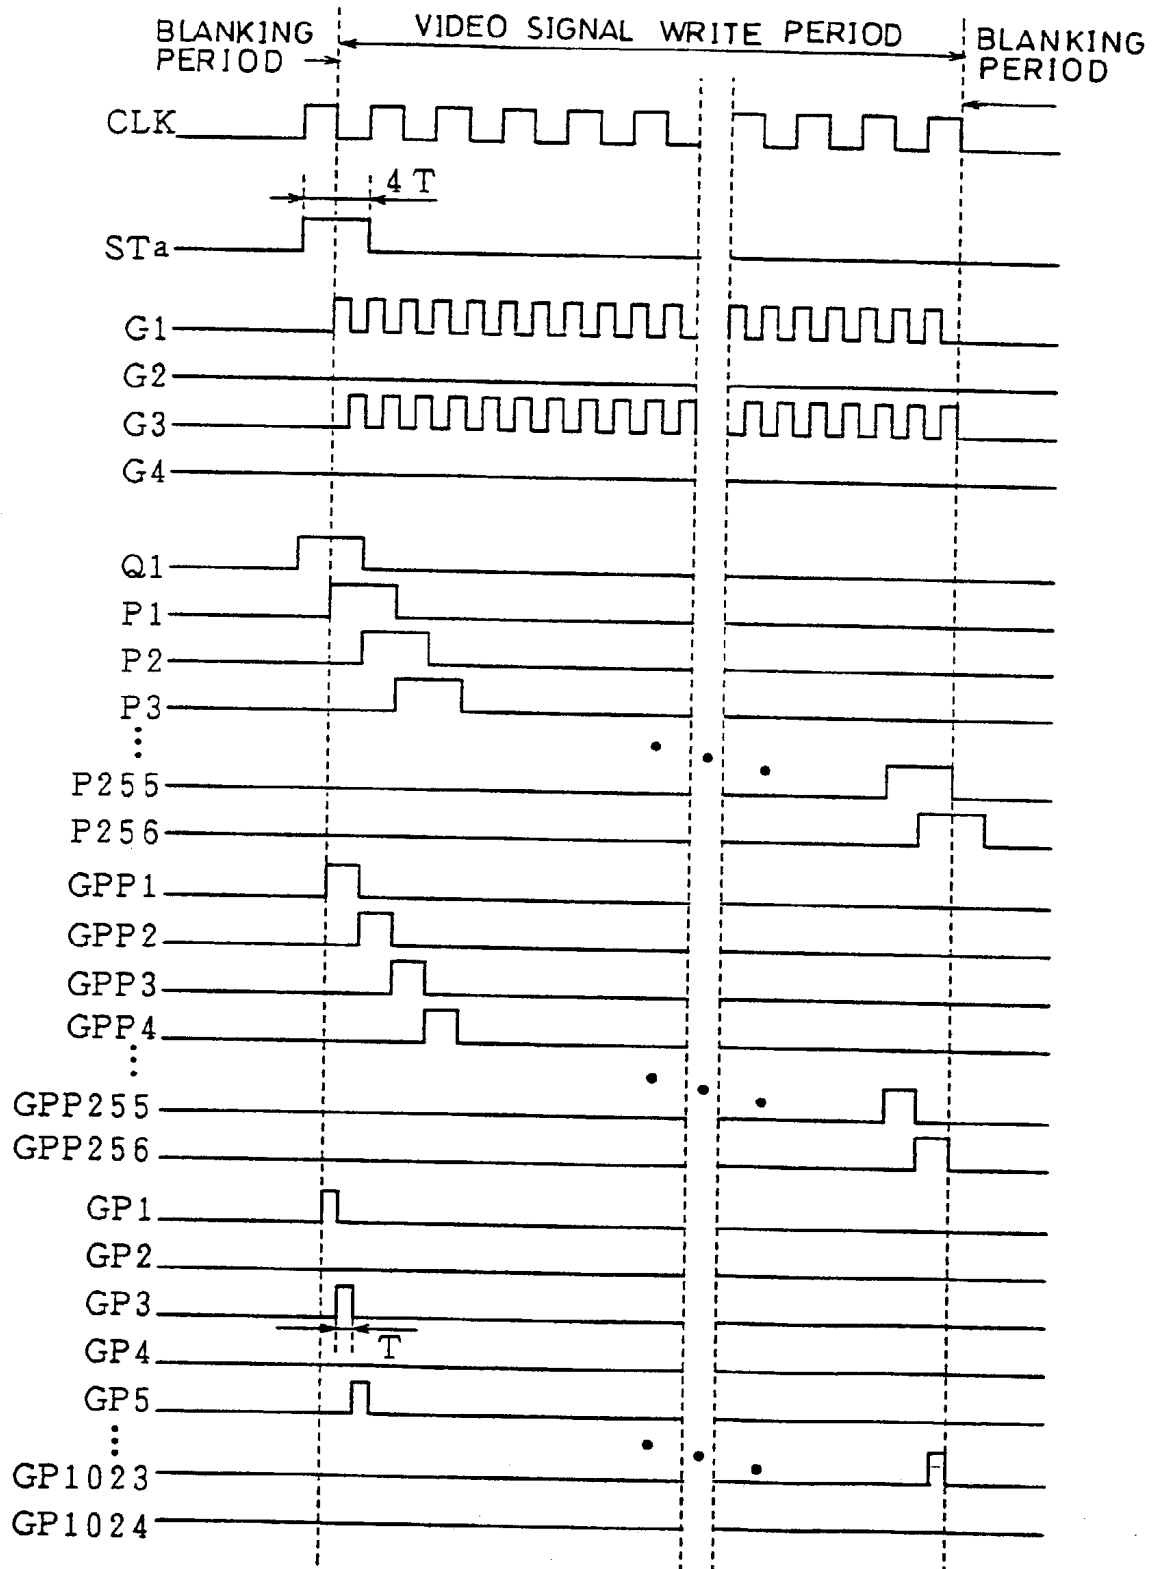 BLANKING
PERIOD
VIDEO SIGNAL WRITE PERIOD
BLANKING
PERIOD
CLK
4T
STa
G1
G2
G3
G4
Q1
P1
P2
P3
P255
P256
GPP1
GPP2
GPP3
GPP4
GPP255
GPP256
GP1
GP2
GP3
T
GP4
GP5
GP1023
GP1024